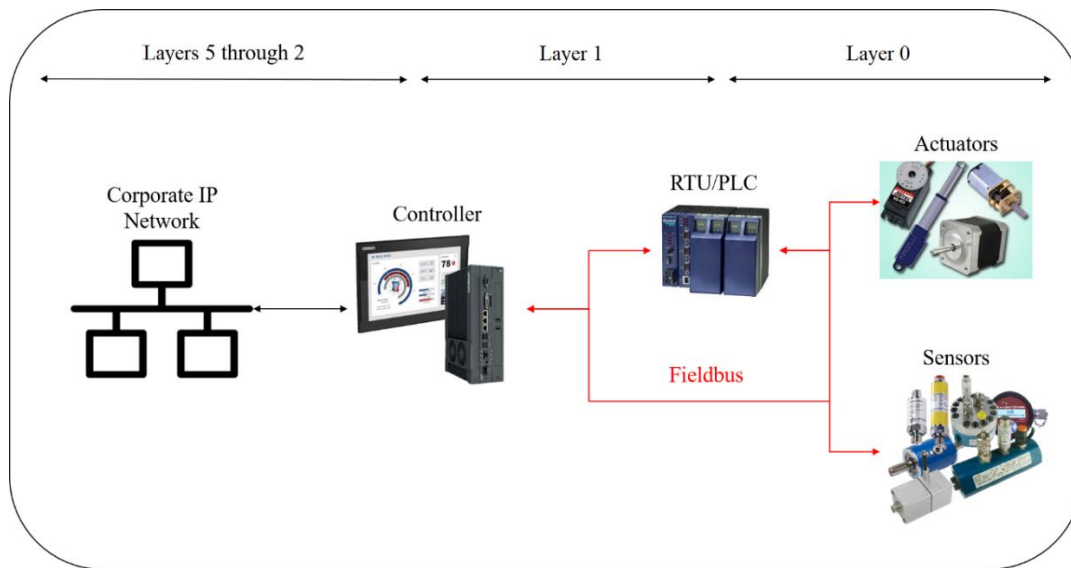 Layers 5 through 2
Layer 1
Layer 0
Actuators
RTU/PLC
Corporate IP
Network
Controller
78
Fieldbus
Sensors